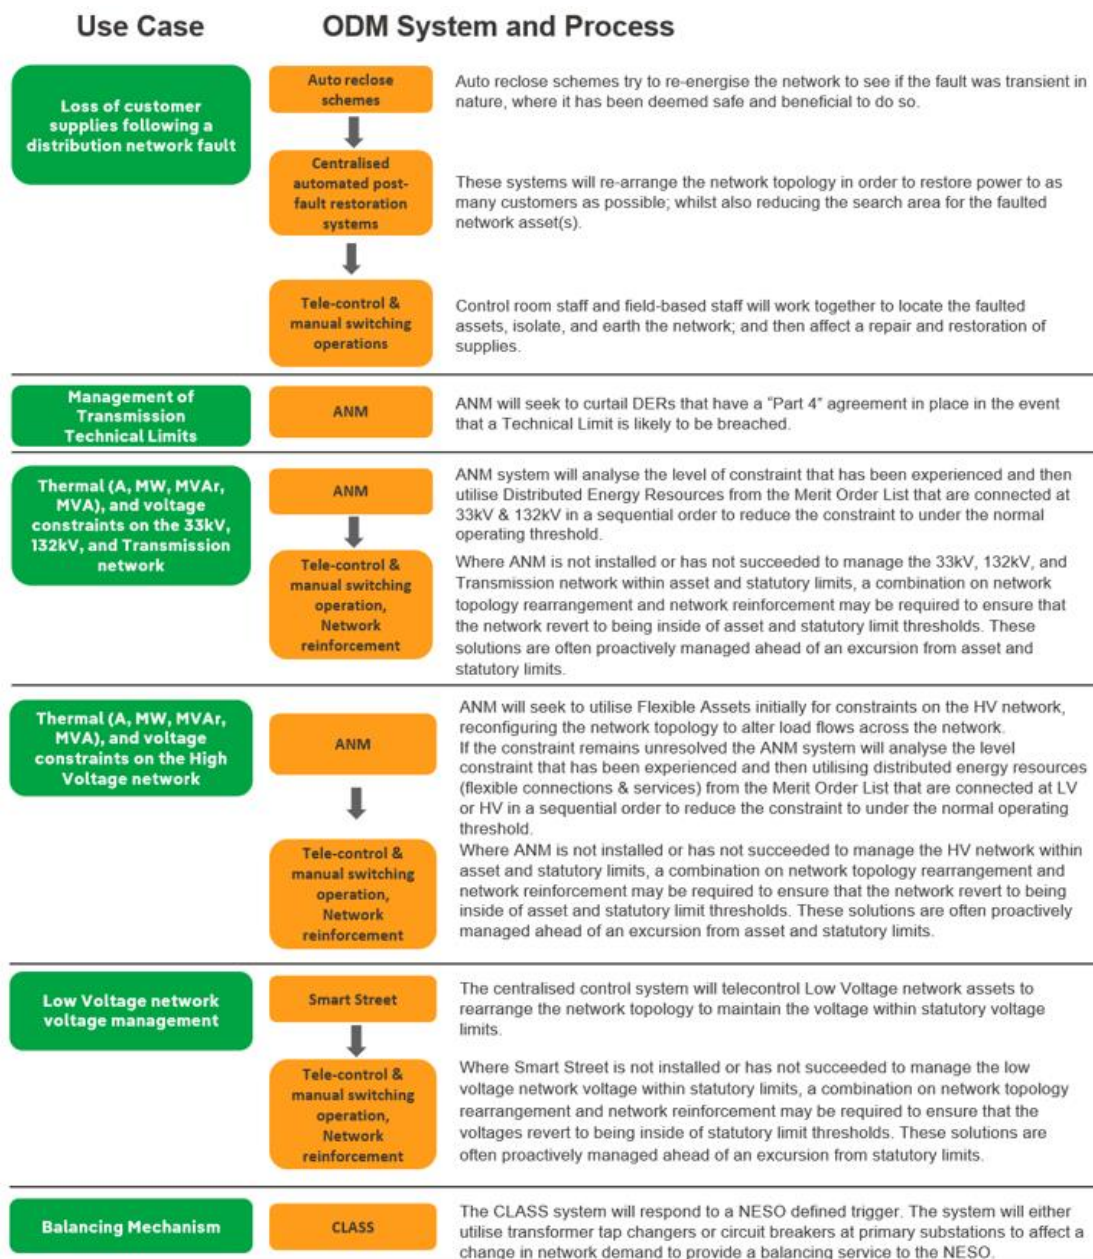 Use Case
ODM System and Process
Loss of customer
supplies following a
distribution network fault
Auto reclose
schemes
Auto reclose schemes try to re-energise the network to see if the fault was transient in
nature, where it has been deemed safe and beneficial to do so.
Centralised
automated post-
fault restoration
systems
These systems will re-arrange the network topology in order to restore power to as
many customers as possible; whilst also reducing the search area for the faulted
network asset(s).
Tele-control &
manual switching
operations
Control room staff and field-based staff will work together to locate the faulted
assets, isolate, and earth the network; and then affect a repair and restoration of
supplies.
Management of
Transmission
Technical Limits
ANM
ANM will seek to curtail DERs that have a "Part 4" agreement in place in the event
that a Technical Limit is likely to be breached.
Thermal (A, MW, MVAr,
MVA), and voltage
constraints on the 33kV,
132kV, and Transmission
network
ANM
ANM system will analyse the level of constraint that has been experienced and then
utilise Distributed Energy Resources from the Merit Order List that are connected at
33kV & 132kV in a sequential order to reduce the constraint to under the normal
operating threshold.
Tele-control &
manual switching
operation,
Network
reinforcement
Where ANM is not installed or has not succeeded to manage the 33kV, 132kV, and
Transmission network within asset and statutory limits, a combination on network
topology rearrangement and network reinforcement may be required to ensure that
the network revert to being inside of asset and statutory limit thresholds. These
solutions are often proactively managed ahead of an excursion from asset and
statutory limits.
Thermal (A, MW, MVAr,
MVA), and voltage
constraints on the High
Voltage network
ANM
ANM will seek to utilise Flexible Assets initially for constraints on the HV network,
reconfiguring the network topology to alter load flows across the network.
If the constraint remains unresolved the ANM system will analyse the level
constraint that has been experienced and then utilising distributed energy resources
(flexible connections & services) from the Merit Order List that are connected at LV
or HV in a sequential order to reduce the constraint to under the normal operating
threshold.
Tele-control &
manual switching
operation,
Network
reinforcement
Where ANM is not installed or has not succeeded to manage the HV network within
asset and statutory limits, a combination on network topology rearrangement and
network reinforcement may be required to ensure that the network revert to being
inside of asset and statutory limit thresholds. These solutions are often proactively
managed ahead of an excursion from asset and statutory limits.
Low Voltage network
voltage management
Smart Street
The centralised control system will telecontrol Low Voltage network assets to
rearrange the network topology to maintain the voltage within statutory voltage
limits.
Tele-control &
manual switching
operation,
Network
reinforcement
Where Smart Street is not installed or has not succeeded to manage the low
voltage network voltage within statutory limits, a combination on network topology
rearrangement and network reinforcement may be required to ensure that the
voltages revert to being inside of statutory limit thresholds. These solutions are
often proactively managed ahead of an excursion from statutory limits.
Balancing Mechanism
CLASS
The CLASS system will respond to a NESO defined trigger. The system will either
utilise transformer tap changers or circuit breakers at primary substations to affect a
change in network demand to provide a balancing service to the NESO.